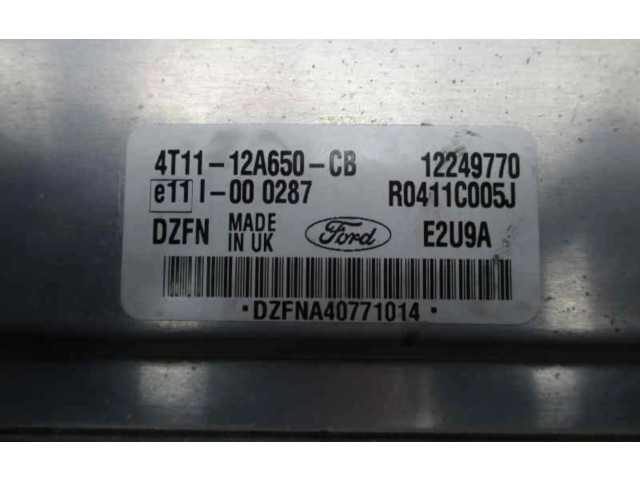 4T11-12A650-CB 12249770
e11 I-00 0287 R0411C005J
DZFN MADE IN UK Ford E2U9A
· DZFNA40771014 ·